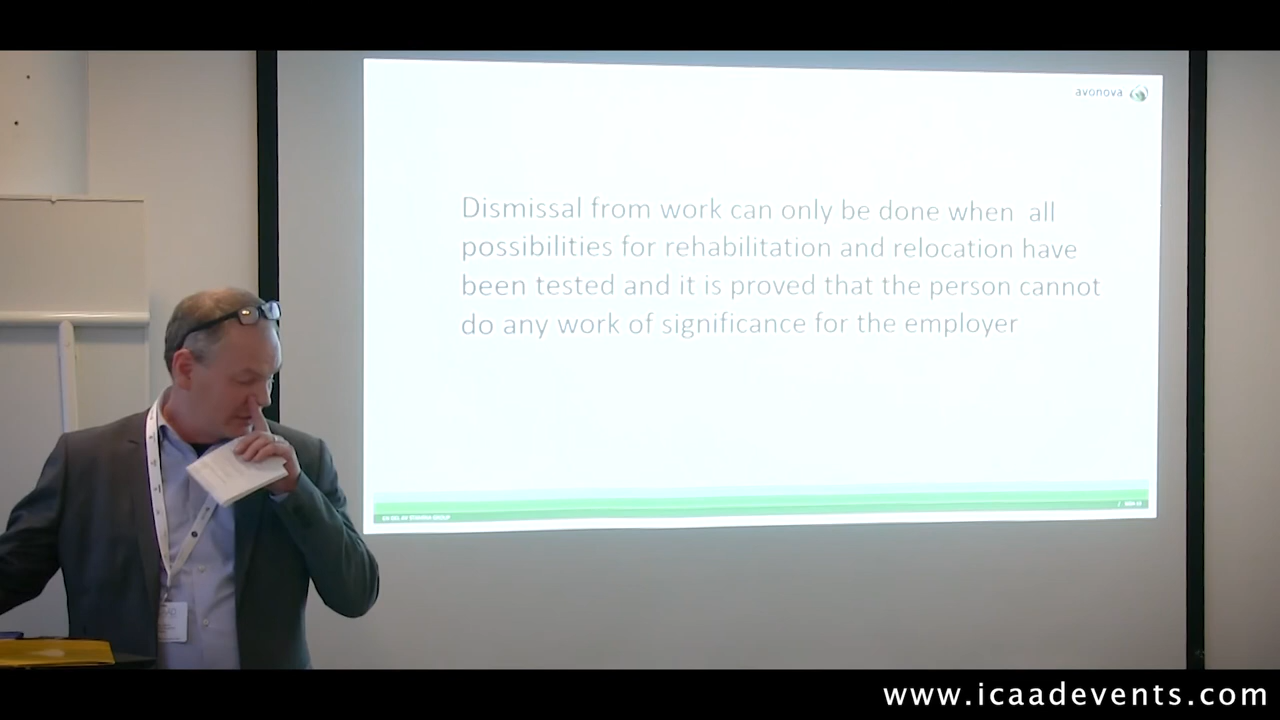 avonova
Dismissal from work can only be done when all
possibilities for rehabilitation and relocation have
been tested and it is proved that the person cannot
do any work of significance for the employer
www.icaadevents.com